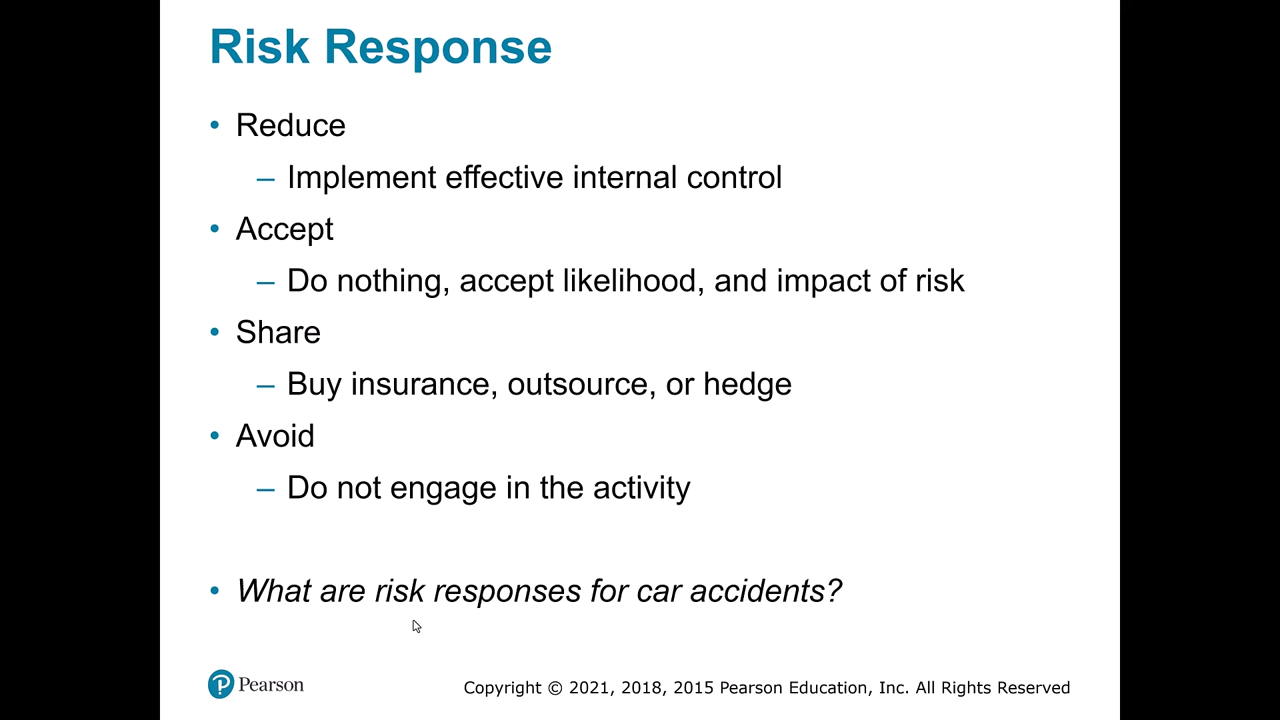 Risk Response
• Reduce
– Implement effective internal control
• Accept
– Do nothing, accept likelihood, and impact of risk
• Share
– Buy insurance, outsource, or hedge
• Avoid
– Do not engage in the activity
• What are risk responses for car accidents?
P Pearson
Copyright © 2021, 2018, 2015 Pearson Education, Inc. All Rights Reserved